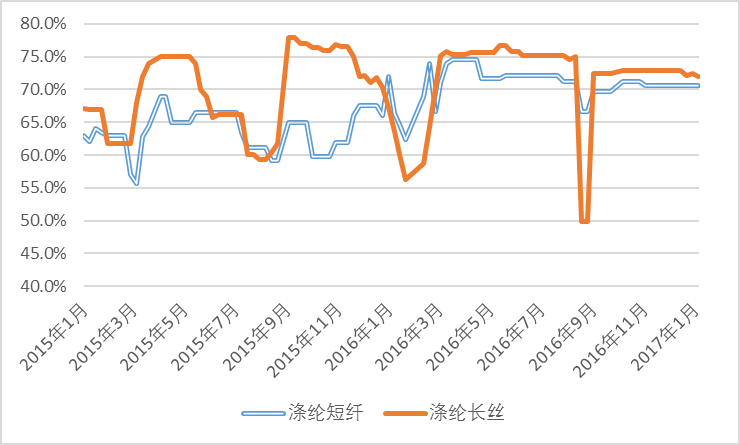 80.0%
75.0%
70.0%
65.0%
60.0%
55.0%
50.0%
45.0%
40.0%
2015年1月
2015年3月
2015年5月
2015年7月
2015年9月
2015年11月
2016年1月
2016年3月
2016年5月
2016年7月
2016年9月
2016年11月
2017年1月
涤纶短纤 涤纶长丝